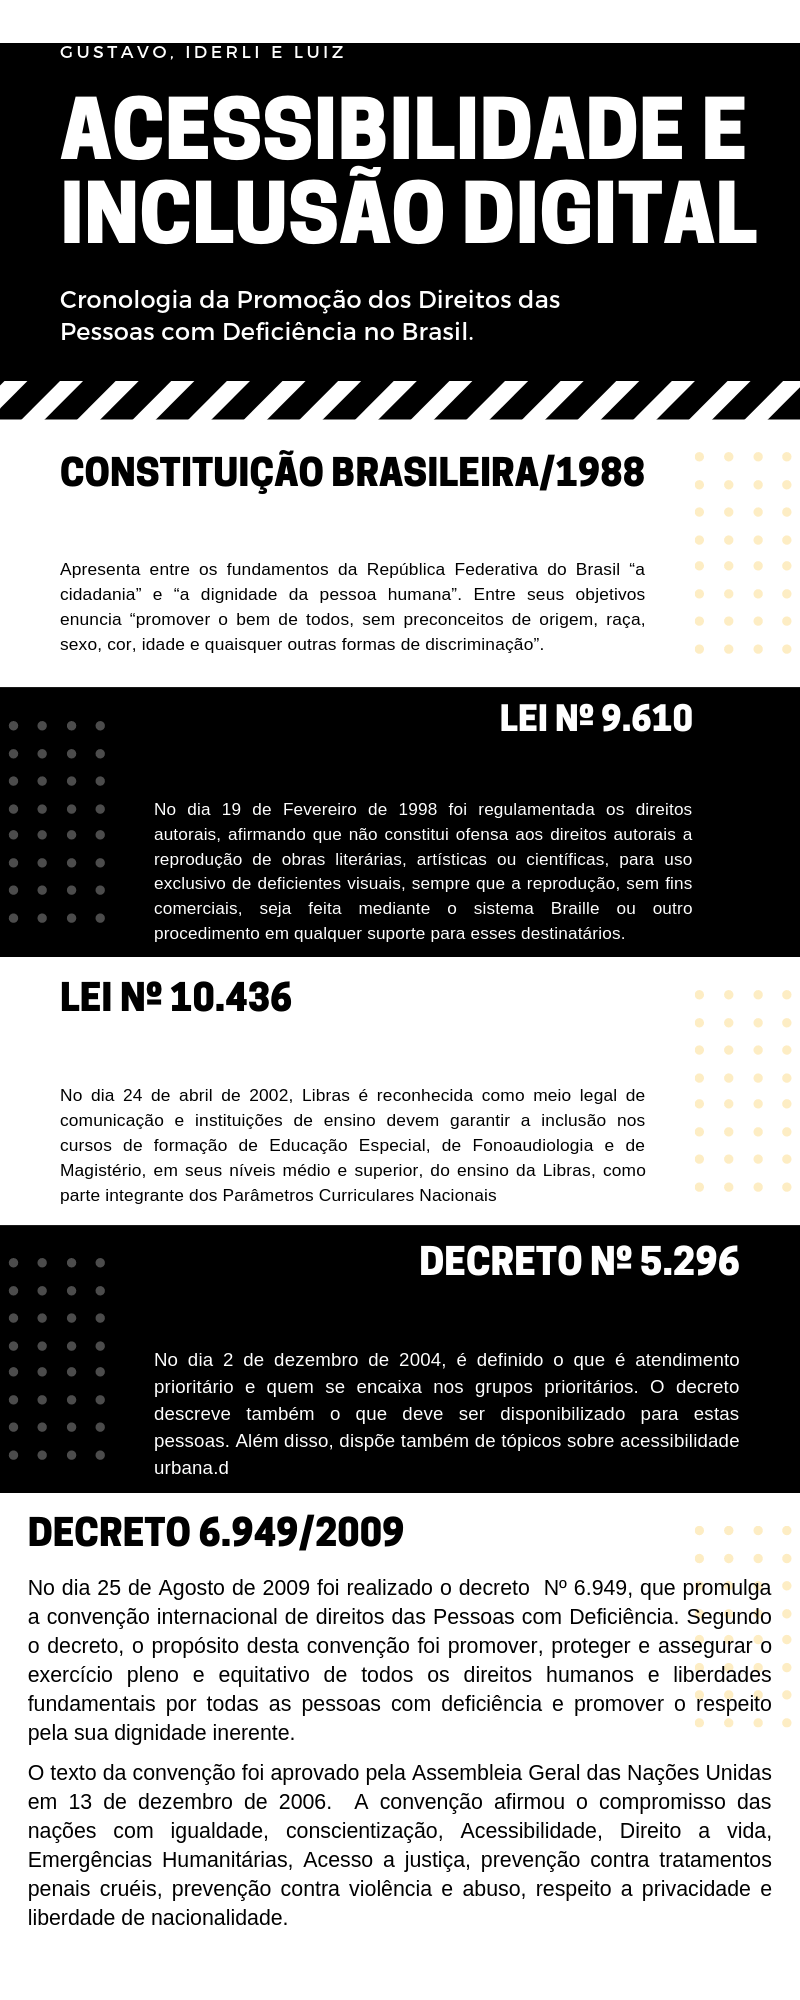 GUSTAVO, IDERLI E LUIZ
ACESSIBILIDADE E
INCLUSÃO DIGITAL
Cronologia da Promoção dos Direitos das
Pessoas com Deficiência no Brasil.
CONSTITUIÇÃO BRASILEIRA/1988
Apresenta entre os fundamentos da República Federativa do Brasil “a
cidadania” e “a dignidade da pessoa humana”. Entre seus objetivos
enuncia “promover o bem de todos, sem preconceitos de origem, raça,
sexo, cor, idade e quaisquer outras formas de discriminação”.
LEI Nº 9.610
No dia 19 de Fevereiro de 1998 foi regulamentada os direitos
autorais, afirmando que não constitui ofensa aos direitos autorais a
reprodução de obras literárias, artísticas ou científicas, para uso
exclusivo de deficientes visuais, sempre que a reprodução, sem fins
comerciais, seja feita mediante o sistema Braille ou outro
procedimento em qualquer suporte para esses destinatários.
LEI Nº 10.436
No dia 24 de abril de 2002, Libras é reconhecida como meio legal de
comunicação e instituições de ensino devem garantir a inclusão nos
cursos de formação de Educação Especial, de Fonoaudiologia e de
Magistério, em seus níveis médio e superior, do ensino da Libras, como
parte integrante dos Parâmetros Curriculares Nacionais
DECRETO Nº 5.296
No dia 2 de dezembro de 2004, é definido o que é atendimento
prioritário e quem se encaixa nos grupos prioritários. O decreto
descreve também o que deve ser disponibilizado para estas
pessoas. Além disso, dispõe também de tópicos sobre acessibilidade
urbana.d
DECRETO 6.949/2009
No dia 25 de Agosto de 2009 foi realizado o decreto  Nº 6.949, que promulga
a convenção internacional de direitos das Pessoas com Deficiência. Segundo
o decreto, o propósito desta convenção foi promover, proteger e assegurar o
exercício pleno e equitativo de todos os direitos humanos e liberdades
fundamentais por todas as pessoas com deficiência e promover o respeito
pela sua dignidade inerente.
O texto da convenção foi aprovado pela Assembleia Geral das Nações Unidas
em 13 de dezembro de 2006.  A convenção afirmou o compromisso das
nações com igualdade, conscientização, Acessibilidade, Direito a vida,
Emergências Humanitárias, Acesso a justiça, prevenção contra tratamentos
penais cruéis, prevenção contra violência e abuso, respeito a privacidade e
liberdade de nacionalidade.